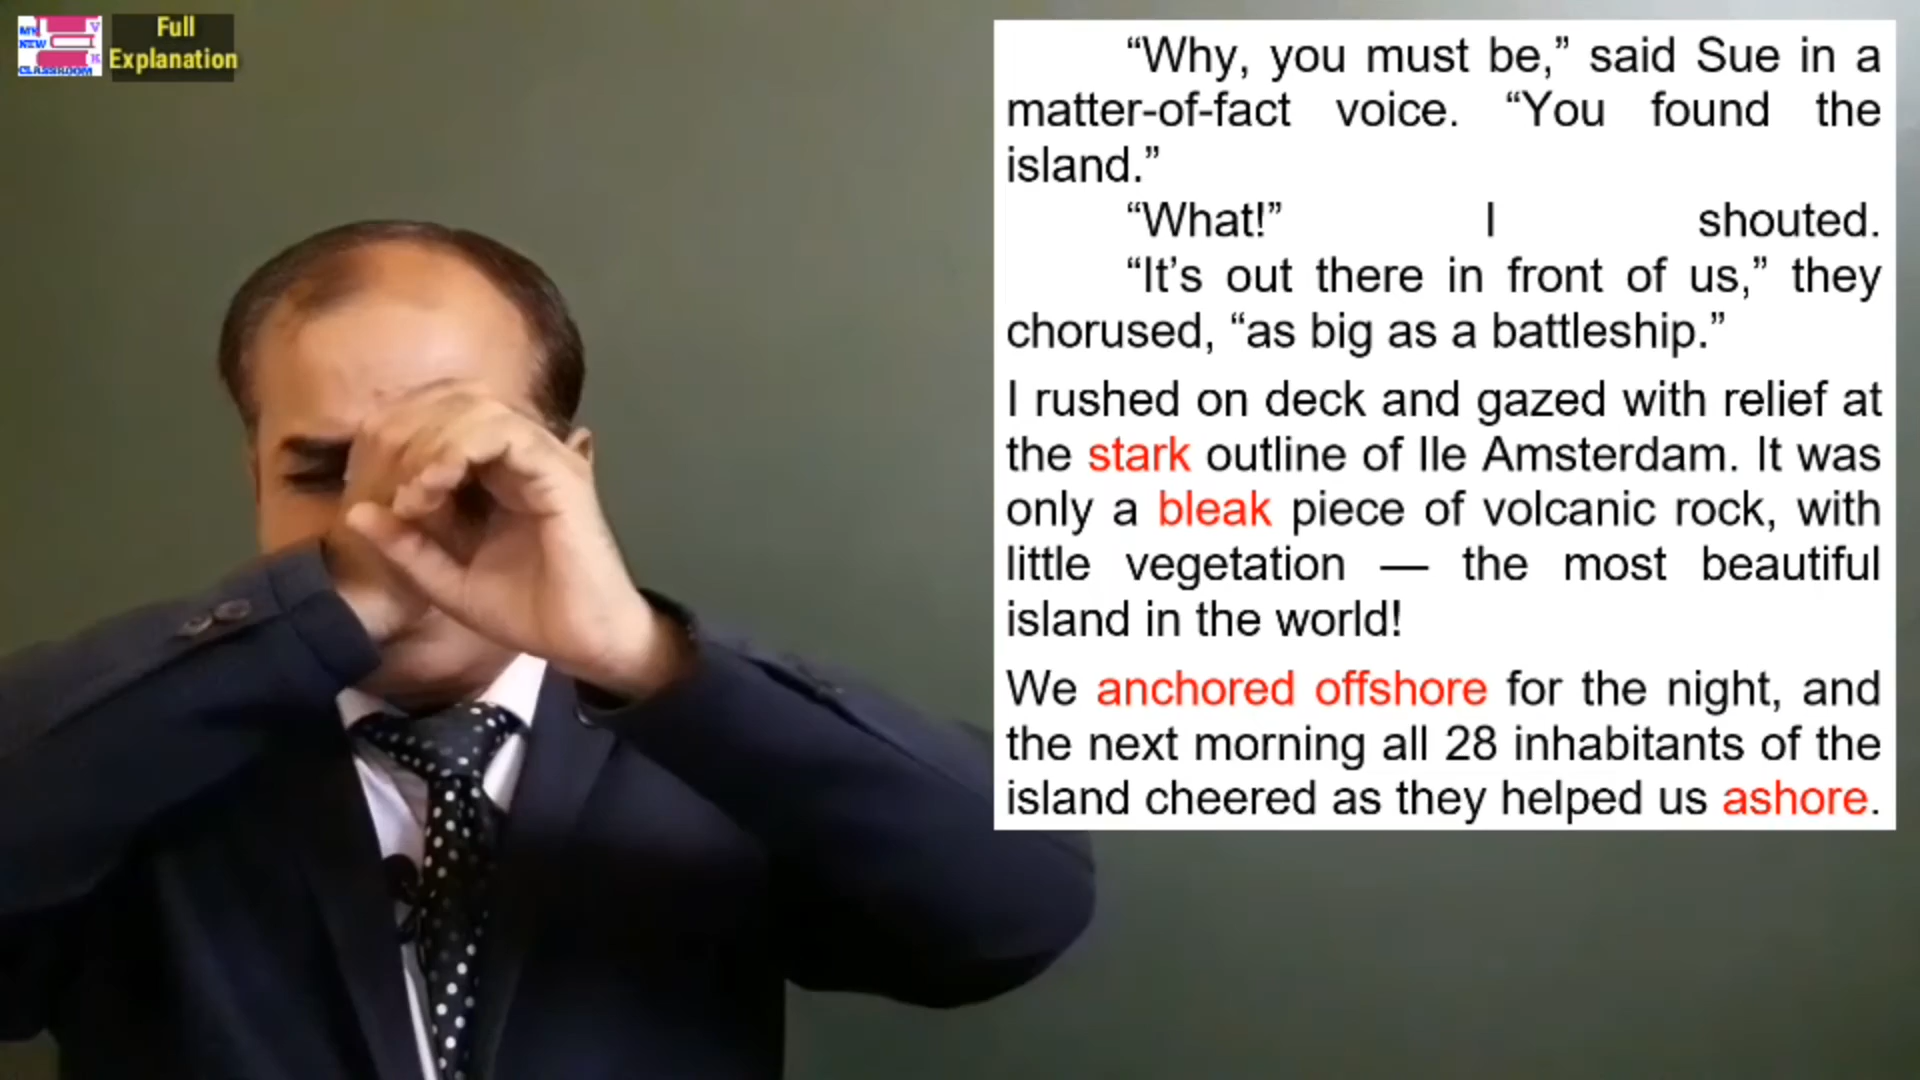 MY
NEW
CLASSROOM
V
K
Full
Explanation
“Why, you must be,” said Sue in a
matter-of-fact voice. “You found the
island.”
“What!” I shouted.
“It’s out there in front of us,” they
chorused, “as big as a battleship.”
I rushed on deck and gazed with relief at
the stark outline of Ile Amsterdam. It was
only a bleak piece of volcanic rock, with
little vegetation — the most beautiful
island in the world!
We anchored offshore for the night, and
the next morning all 28 inhabitants of the
island cheered as they helped us ashore.